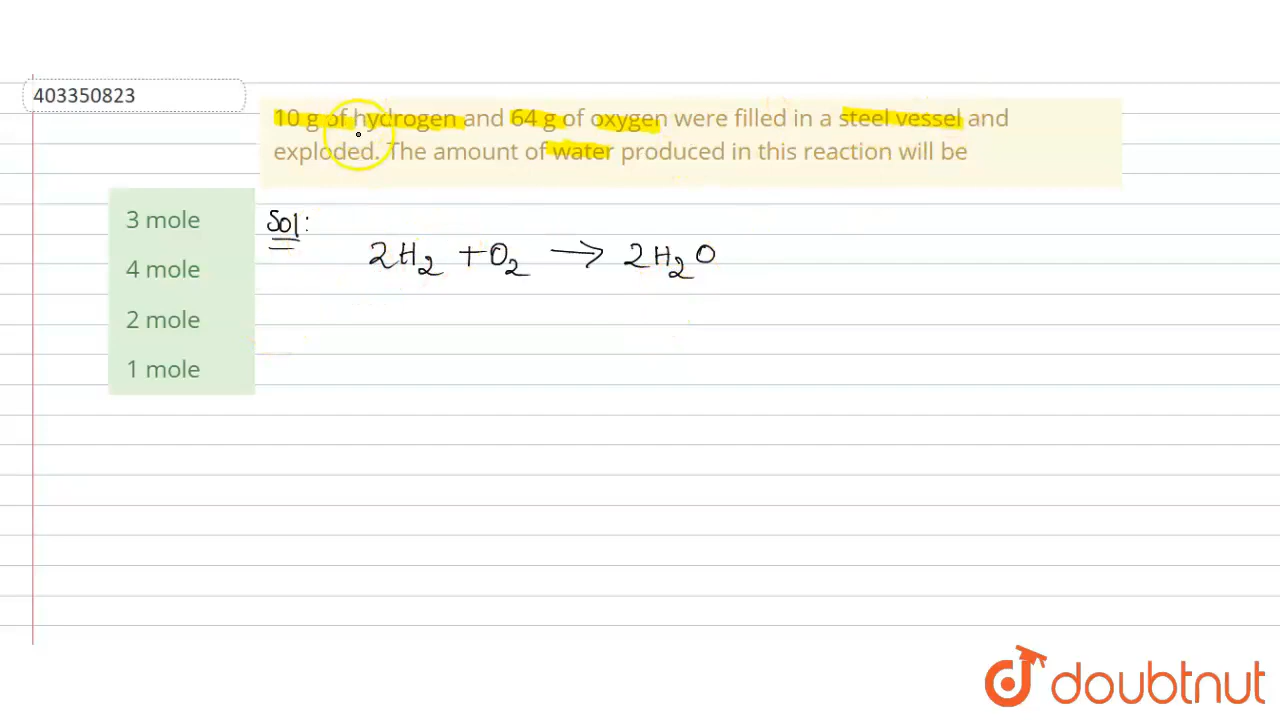 403350823
10 g of hydrogen and 64 g of oxygen were filled in a steel vessel and
exploded. The amount of water produced in this reaction will be
3 mole
4 mole
2 mole
1 mole
Sol:
2H₂ + O₂ → 2H₂O
doubtnut